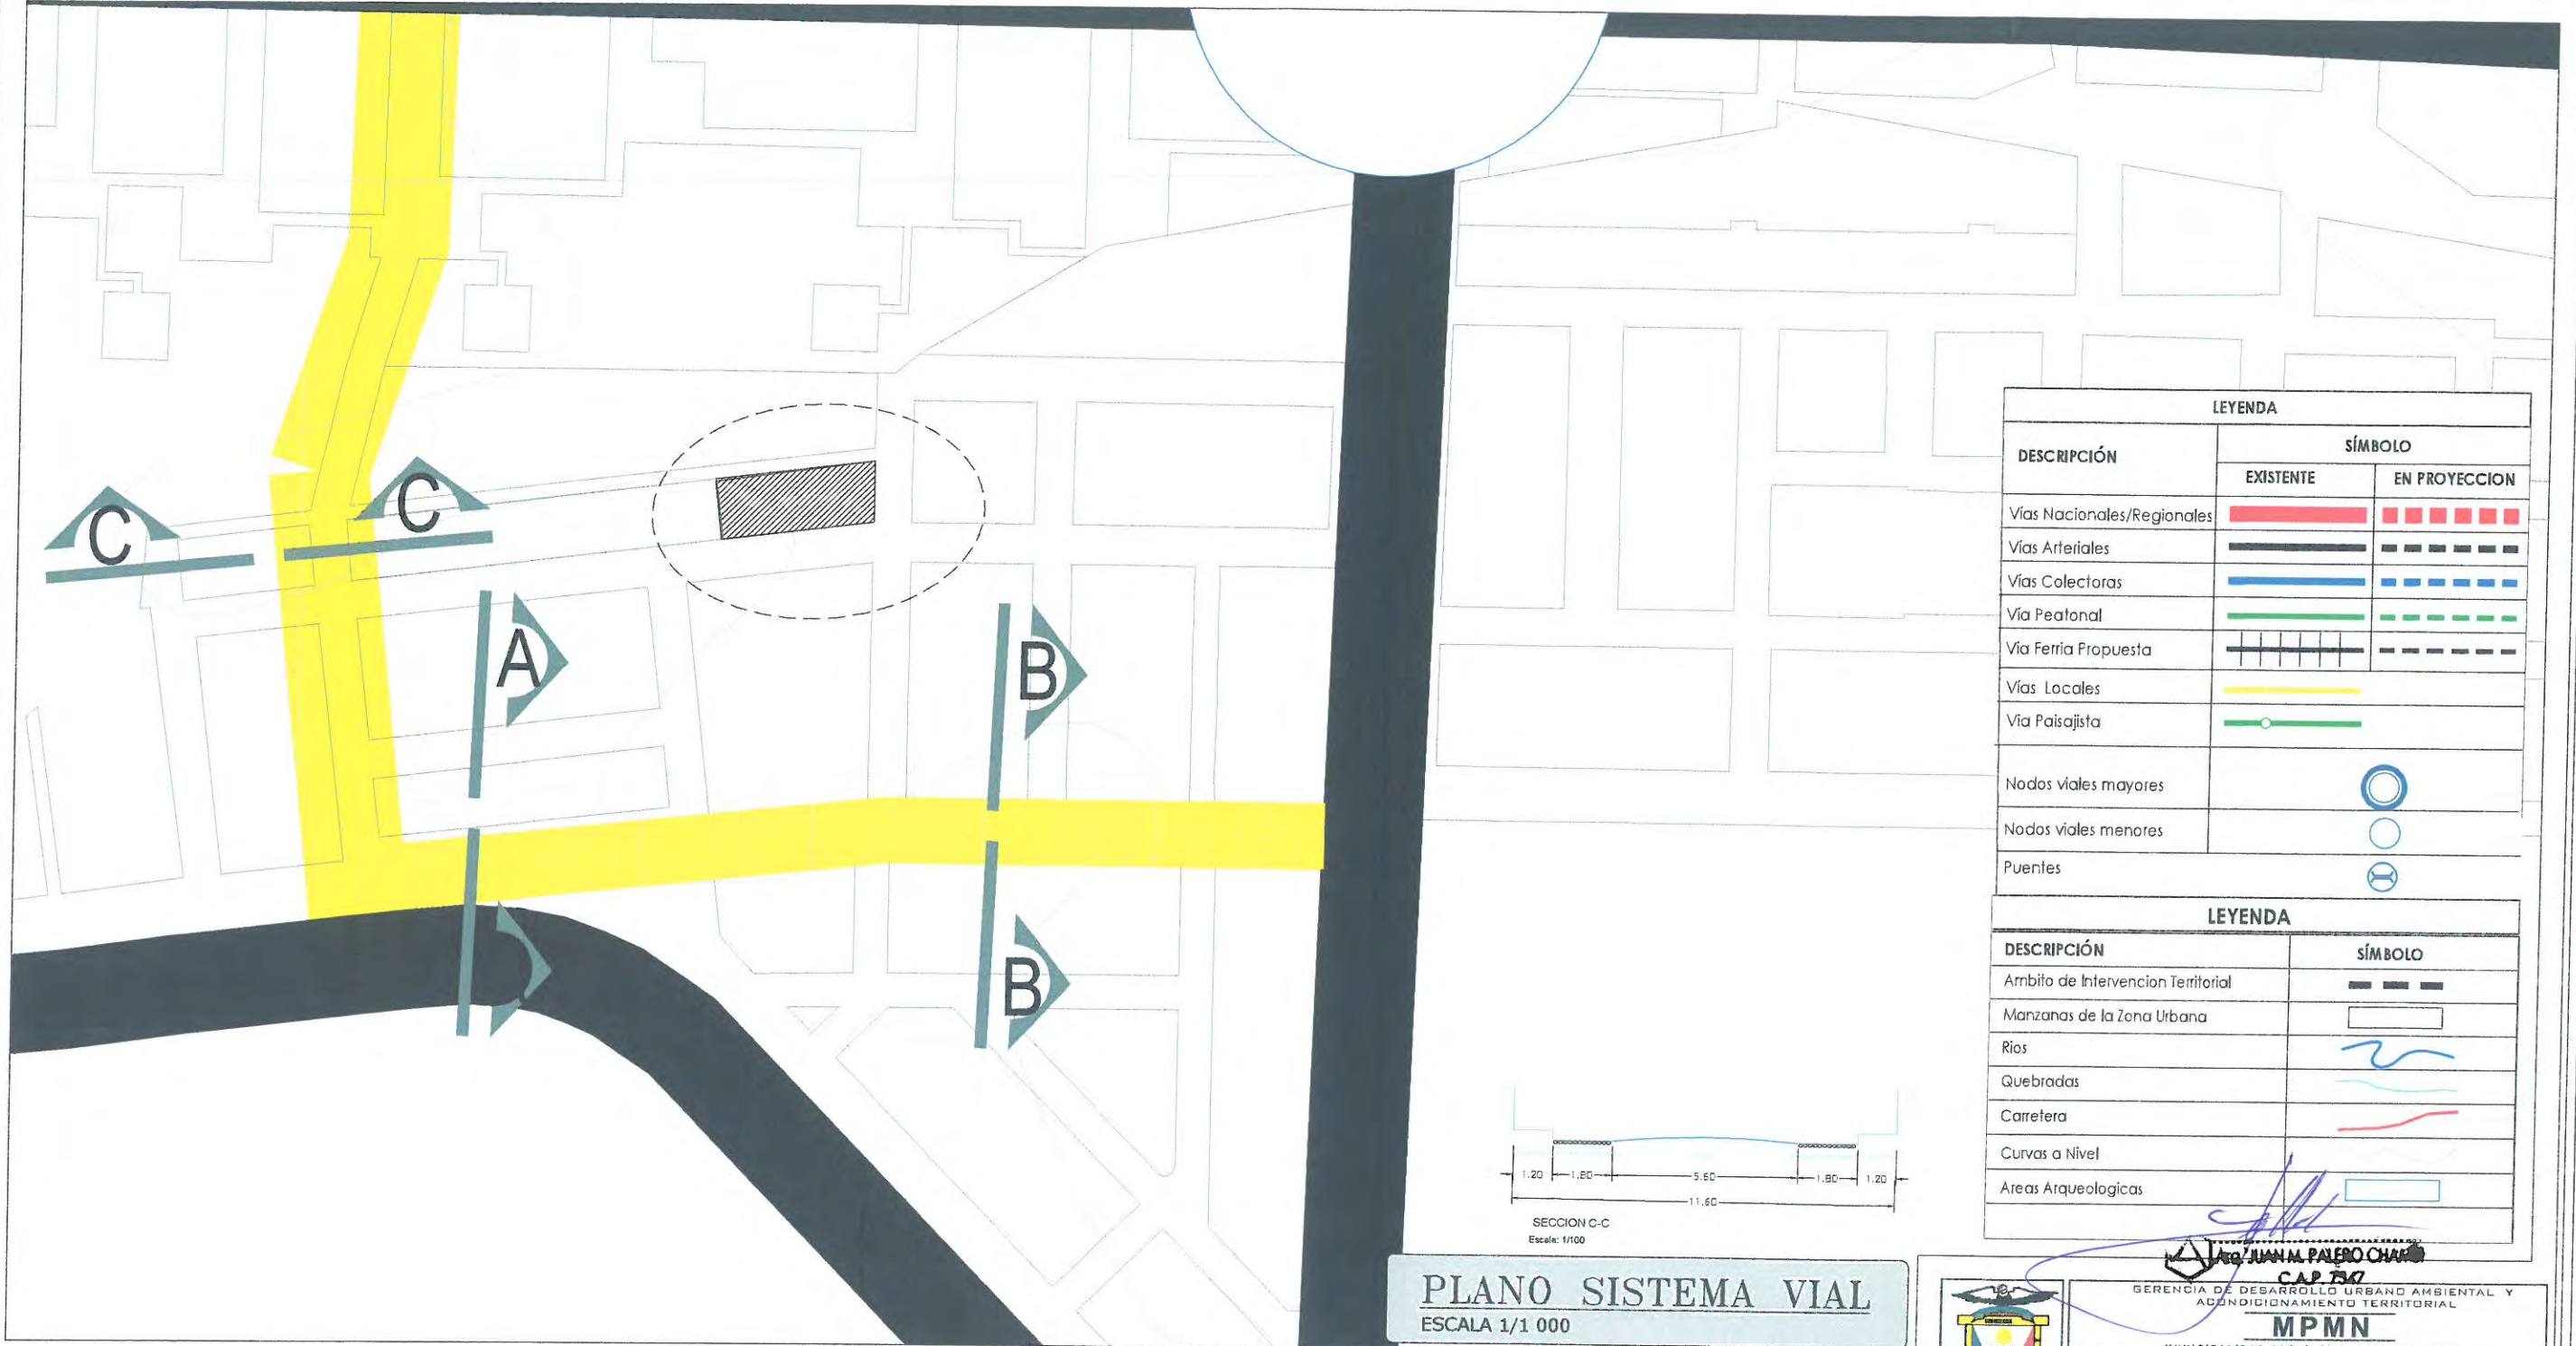 C
C
A
B
B
LEYENDA
DESCRIPCIÓN
SÍMBOLO
EXISTENTE
EN PROYECCION
Vías Nacionales/Regionales
Vías Arteriales
Vías Colectoras
Vía Peatonal
Vía Ferria Propuesta
Vías Locales
Via Paisajista
Nodos viales mayores
Nodos viales menores
Puentes
LEYENDA
DESCRIPCIÓN
SÍMBOLO
Ambito de Intervencion Territorial
Manzanas de la Zona Urbana
Rios
Quebradas
Carretera
Curvas a Nivel
Areas Arqueologicas
1.20 1.80 5.60 1.80 1.20
11.60
SECCION C-C
Escala: 1/100
PLANO SISTEMA VIAL
ESCALA 1/1 000
JUAN M. PALERO
C.A.P.
GERENCIA DE DESARROLLO URBANO AMBIENTAL Y
ACONDICIONAMIENTO TERRITORIAL
MPMN